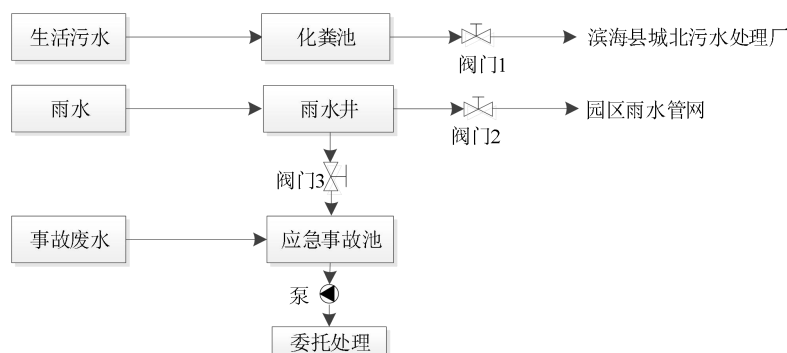 生活污水
化粪池
阀门1
滨海县城北污水处理厂
雨水
雨水井
阀门2
园区雨水管网
阀门3
事故废水
应急事故池
泵
委托处理